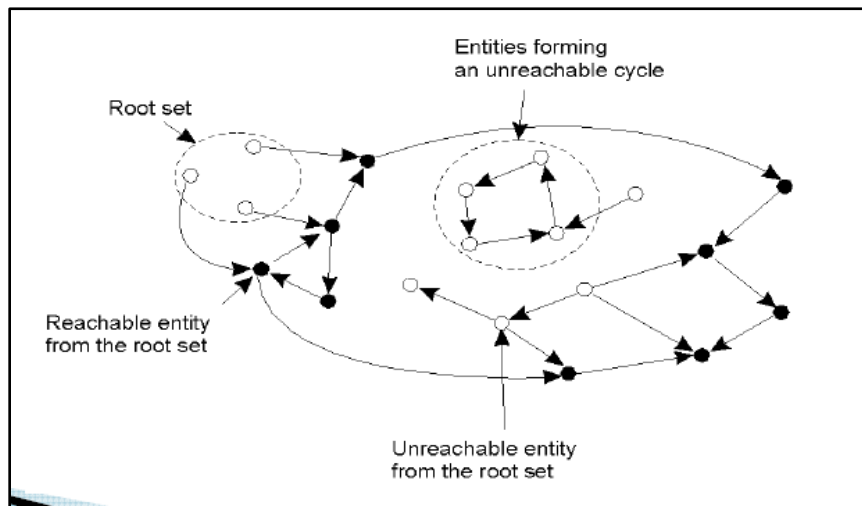 Entities forming
an unreachable cycle
Root set
Reachable entity
from the root set
Unreachable entity
from the root set